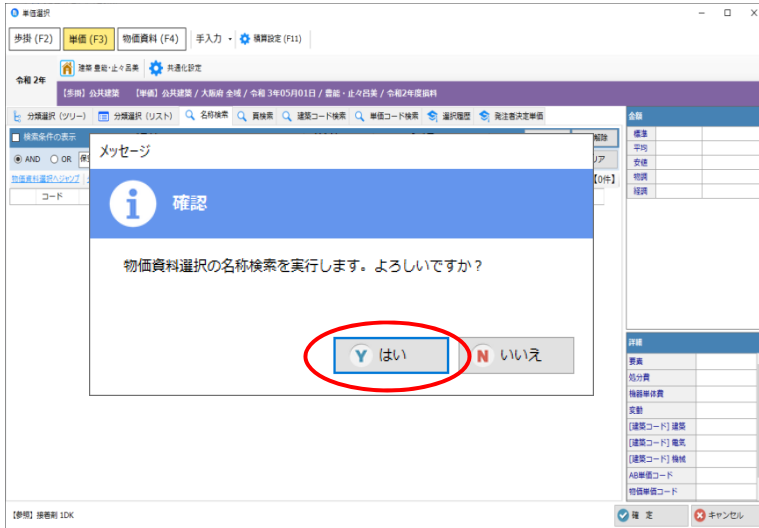 単価選択
歩掛 (F2)
単価 (F3)
物価資料 (F4)
手入力
積算設定 (F11)
令和 2年
建築 豊能・止々呂美
共通化設定
【歩掛】公共建築 【単価】公共建築 / 大阪府 全域 / 令和 3年05月01日 / 豊能・止々呂美 / 令和2年度損料
分類選択 (ツリー)
分類選択 (リスト)
名称検索
頁検索
建築コード検索
単価コード検索
選択履歴
発注者決定単価
検索条件の表示
解除
AND
OR
リア
物価資料選択へジャンプ
【0件】
コード
メッセージ
確認
物価資料選択の名称検索を実行します。よろしいですか？
Y はい
N いいえ
金額
標準
平均
安値
物調
経調
詳細
要素
処分費
機器単体費
変動
[建築コード] 建築
[建築コード] 電気
[建築コード] 機械
AB単価コード
物価単価コード
【参照】接着剤 1DK
確 定
キャンセル